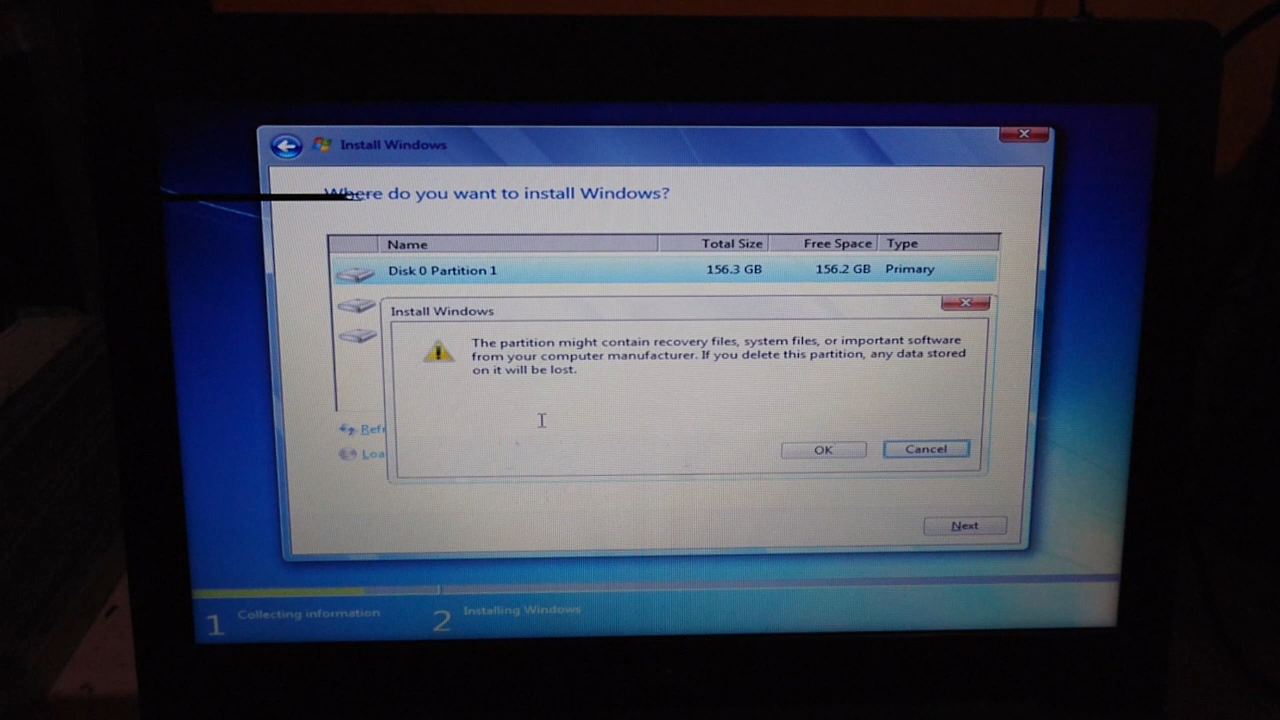 Install Windows
Where do you want to install Windows?
Name Total Size Free Space Type
Disk 0 Partition 1 156.3 GB 156.2 GB Primary
Install Windows
The partition might contain recovery files, system files, or important software
from your computer manufacturer. If you delete this partition, any data stored
on it will be lost.
Refr
Loa
OK Cancel
Next
1 Collecting information 2 Installing Windows